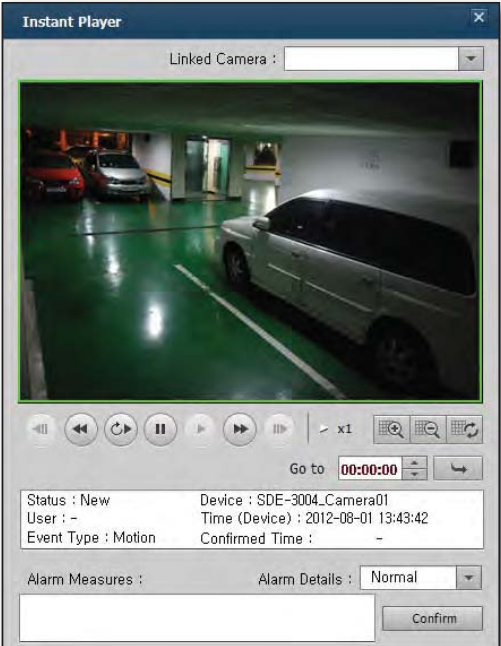 Instant Player
Linked Camera :
x1
Go to 00:00:00
Status : New Device : SDE-3004_Camera01
User : - Time (Device) : 2012-08-01 13:43:42
Event Type : Motion Confirmed Time : -
Alarm Measures : Alarm Details : Normal
Confirm